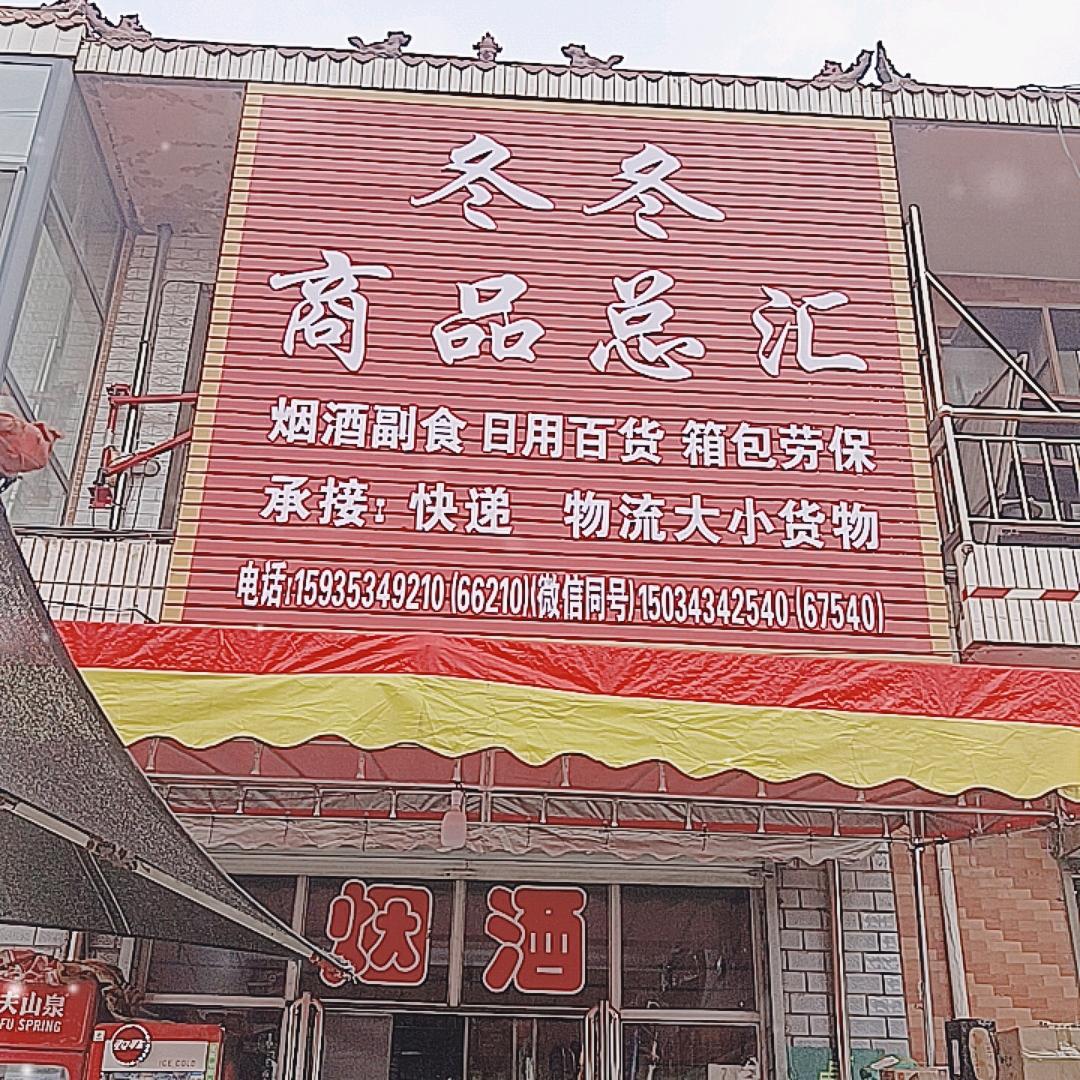 冬冬
商品总汇
烟酒副食 日用百货 箱包劳保
承接：快递 物流大小货物
电话:15935349210 (66210)(微信同号)15034342540 (67540)
烟 酒
夫山泉
FU SPRING
ICE COLD